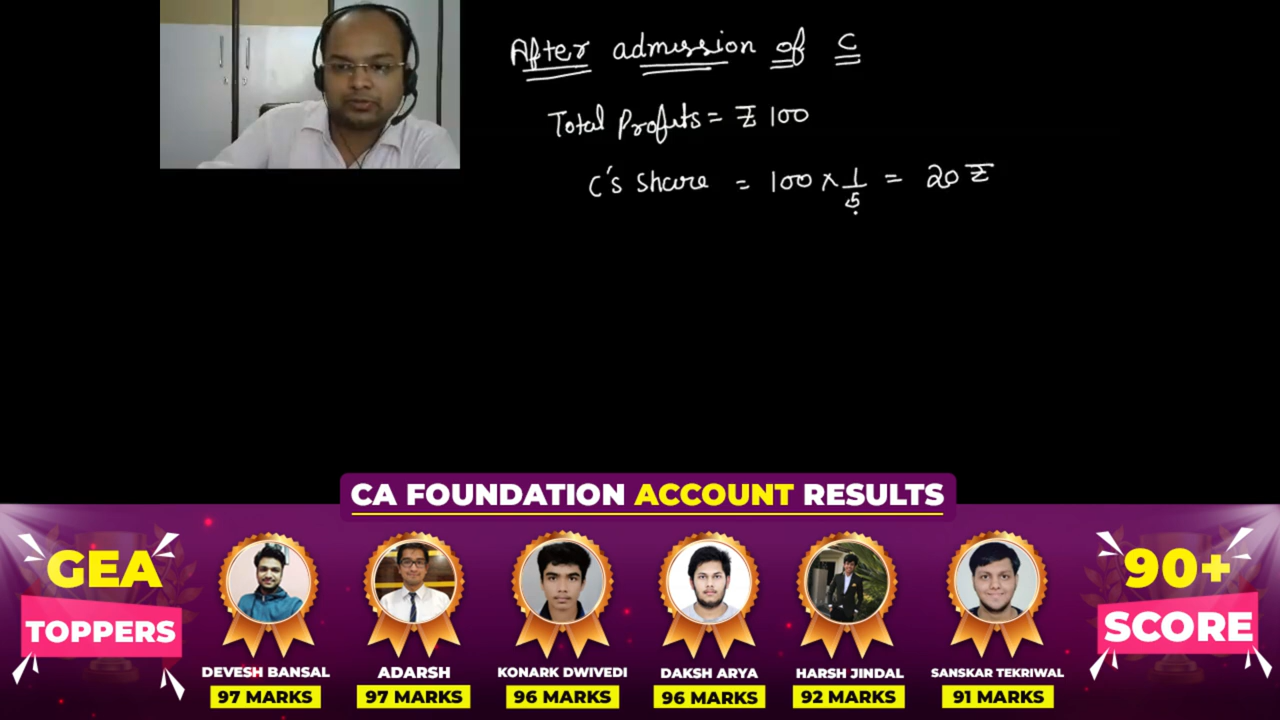 After admission of C
Total Profits = ₹ 100
C's share = 100 × 1/5 = 20 ₹
CA FOUNDATION ACCOUNT RESULTS
GEA
TOPPERS
90+
SCORE
DEVESH BANSAL
97 MARKS
ADARSH
97 MARKS
KONARK DWIVEDI
96 MARKS
DAKSH ARYA
96 MARKS
HARSH JINDAL
92 MARKS
SANSKAR TEKRIWAL
91 MARKS